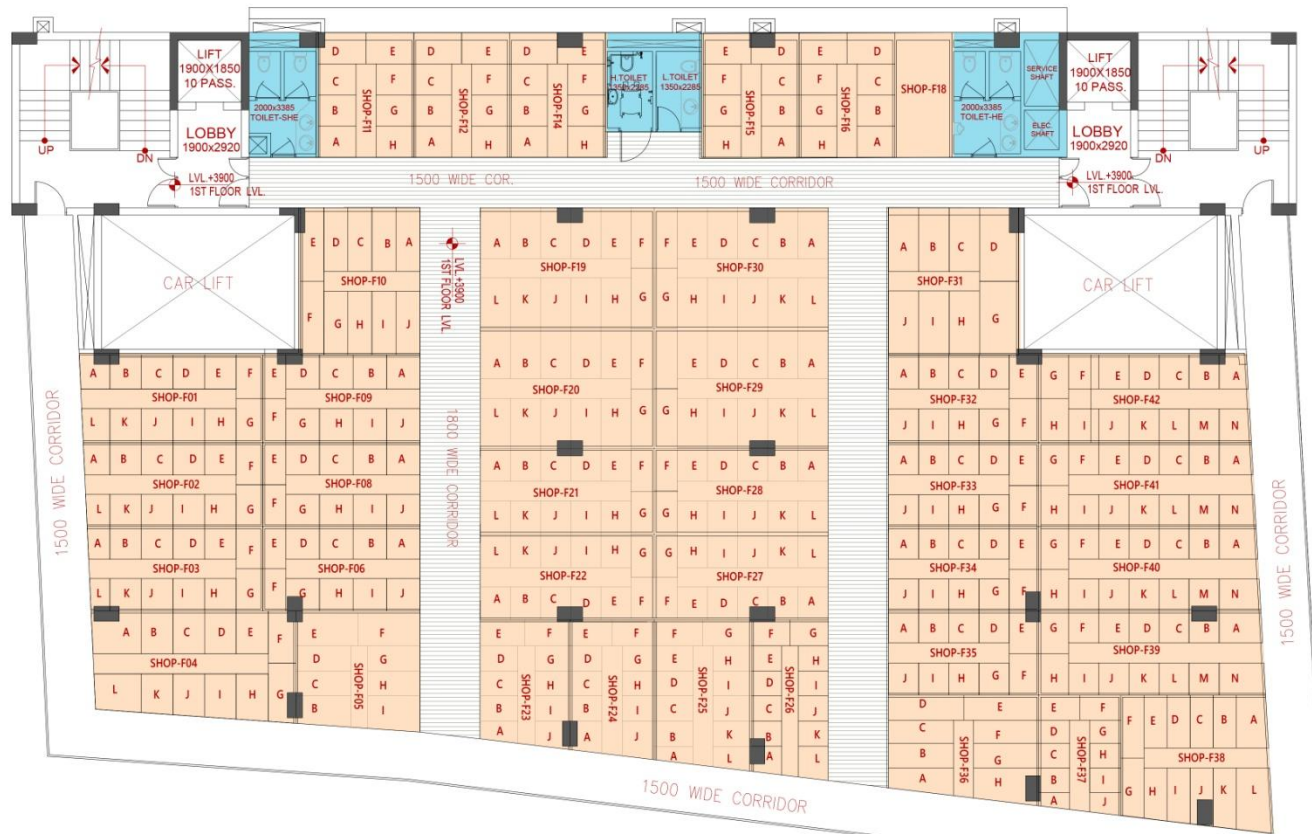 LIFT
1900X1850
10 PASS.
LOBBY
1900x2920
UP
DN
LVL +3900
1ST FLOOR LVL.
2000x3385
TOILET-SHE
D E
C F
B G
A H
SHOP-F11
D E
C F
B G
A H
SHOP-F12
D E
C F
B G
A H
SHOP-F14
H.TOILET
1350x2285
L.TOILET
1350x2285
E D
F C
G B
H A
SHOP-F15
E D
F C
G B
H A
SHOP-F16
SHOP-F18
2000x3385
TOILET-HE
SERVICE
SHAFT
ELEC.
SHAFT
LIFT
1900X1850
10 PASS.
LOBBY
1900x2920
DN
UP
LVL +3900
1ST FLOOR LVL.
1500 WIDE COR.
1500 WIDE CORRIDOR
CAR LIFT
E D C B A
SHOP-F10
F G H I J
LVL +3900
1ST FLOOR LVL.
A B C D E F
SHOP-F19
L K J I H G
F E D C B A
SHOP-F30
G H I J K L
A B C D
SHOP-F31
J I H G
CAR LIFT
1500 WIDE CORRIDOR
A B C D E F
SHOP-F01
L K J I H G
E D C B A
SHOP-F09
F G H I J
1800 WIDE CORRIDOR
A B C D E F
SHOP-F20
L K J I H G
F E D C B A
SHOP-F29
G H I J K L
A B C D E
SHOP-F32
J I H G F
G F E D C B A
SHOP-F42
H I J K L M N
A B C D E F
SHOP-F02
L K J I H G
E D C B A
SHOP-F08
F G H I J
A B C D E F
SHOP-F21
L K J I H G
F E D C B A
SHOP-F28
G H I J K L
A B C D E
SHOP-F33
J I H G F
G F E D C B A
SHOP-F41
H I J K L M N
A B C D E F
SHOP-F03
L K J I H G
E D C B A
SHOP-F06
F G H I J
L K J I H G
SHOP-F22
A B C D E F
G H I J K L
SHOP-F27
F E D C B A
A B C D E
SHOP-F34
J I H G F
G F E D C B A
SHOP-F40
H I J K L M N
1500 WIDE CORRIDOR
A B C D E F
SHOP-F04
L K J I H G
E F
D G
C H
B I
SHOP-F05
E F
D G
C H
B I
A J
SHOP-F23
E F
D G
C H
B I
A J
SHOP-F24
F G
E H
D I
C J
B K
A L
SHOP-F25
F G
E H
D I
C J
B K
A L
SHOP-F26
A B C D E
SHOP-F35
J I H G F
G F E D C B A
SHOP-F39
H I J K L M N
D E
C F
B G
A H
SHOP-F36
E F
D G
C H
B I
A J
SHOP-F37
F E D C B A
SHOP-F38
G H I J K L
1500 WIDE CORRIDOR